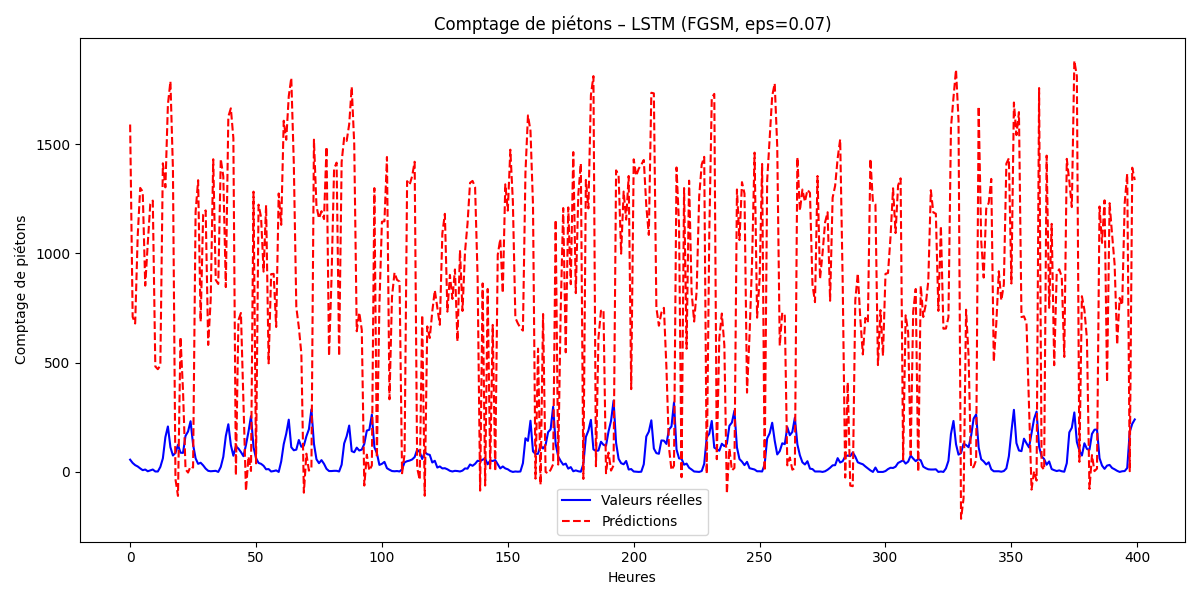 Comptage de piétons – LSTM (FGSM, eps=0.07)
Comptage de piétons
1500
1000
500
0
Valeurs réelles
Prédictions
0 50 100 150 200 250 300 350 400
Heures